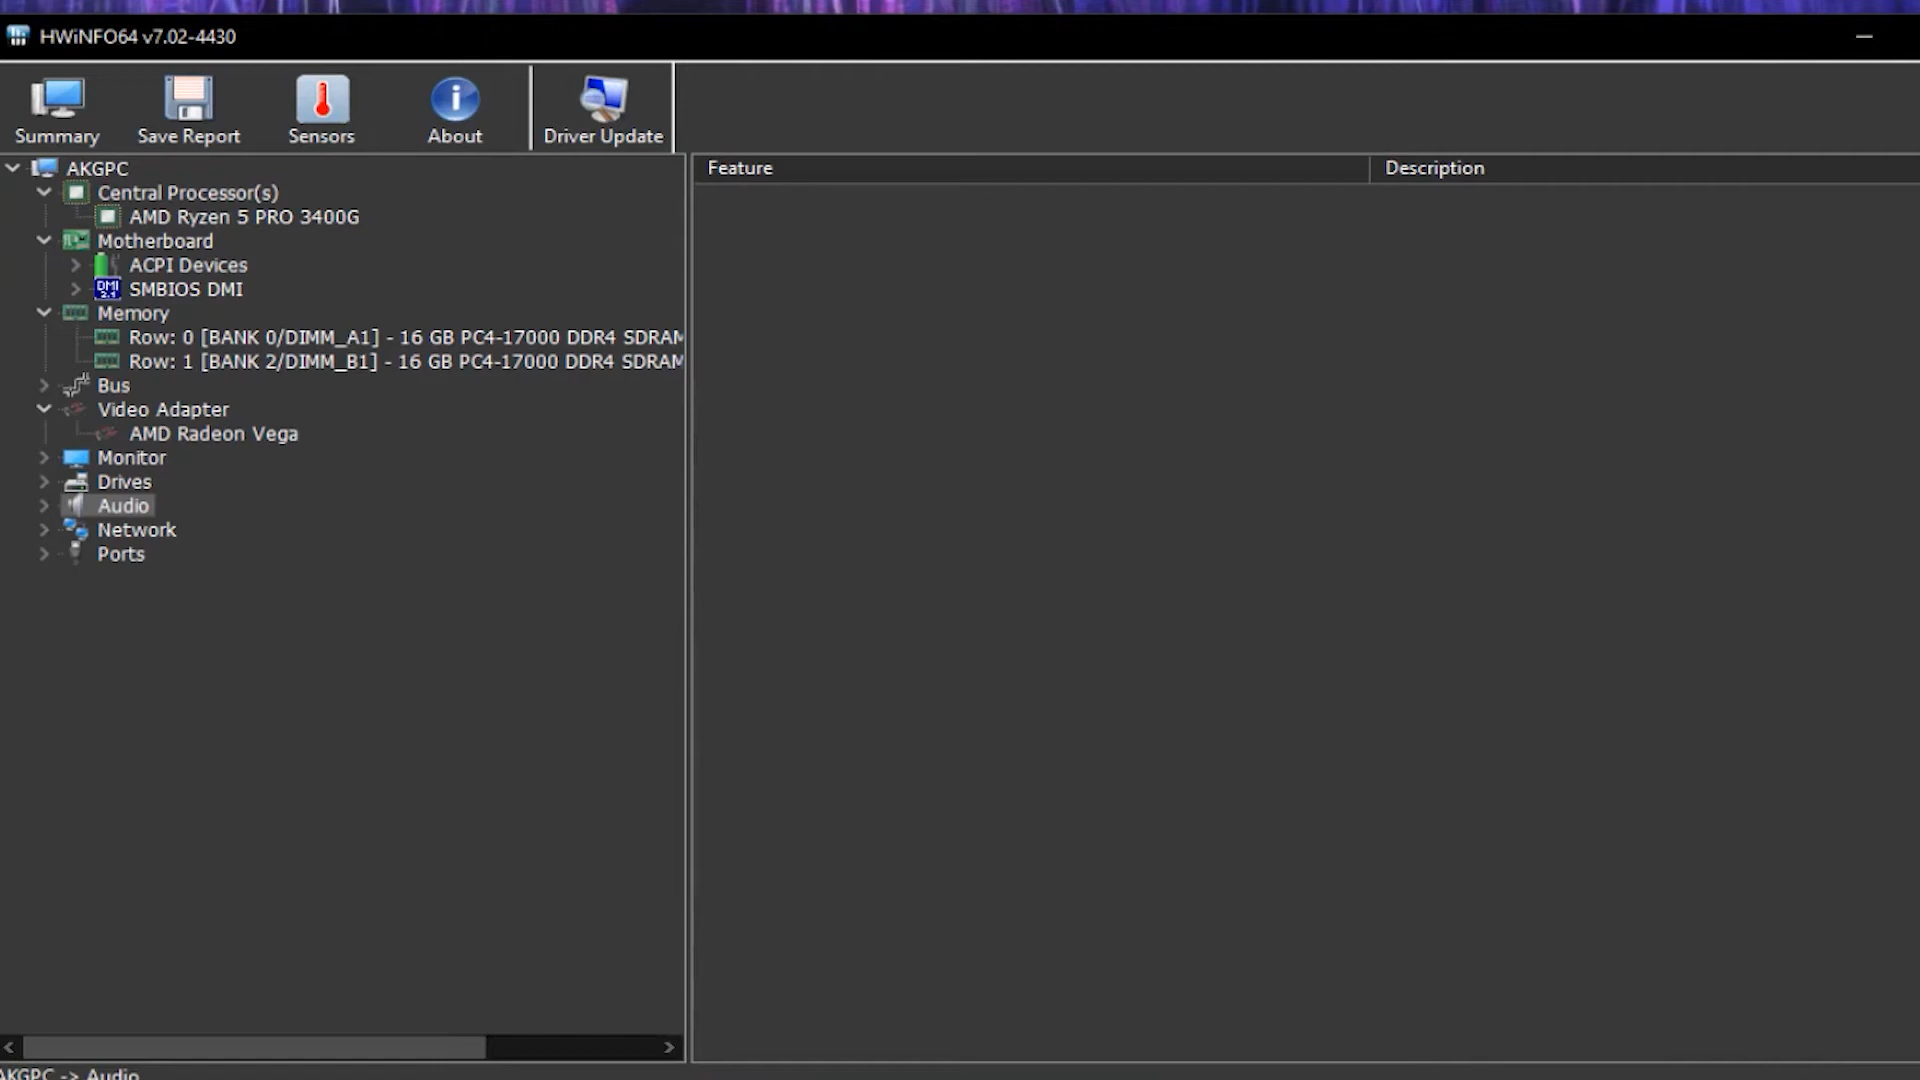 HWiNFO64 v7.02-4430
Summary
Save Report
Sensors
About
Driver Update
AKGPC
Central Processor(s)
AMD Ryzen 5 PRO 3400G
Motherboard
ACPI Devices
SMBIOS DMI
Memory
Row: 0 [BANK 0/DIMM_A1] - 16 GB PC4-17000 DDR4 SDRAM
Row: 1 [BANK 2/DIMM_B1] - 16 GB PC4-17000 DDR4 SDRAM
Bus
Video Adapter
AMD Radeon Vega
Monitor
Drives
Audio
Network
Ports
Feature
Description
AKGPC -> Audio